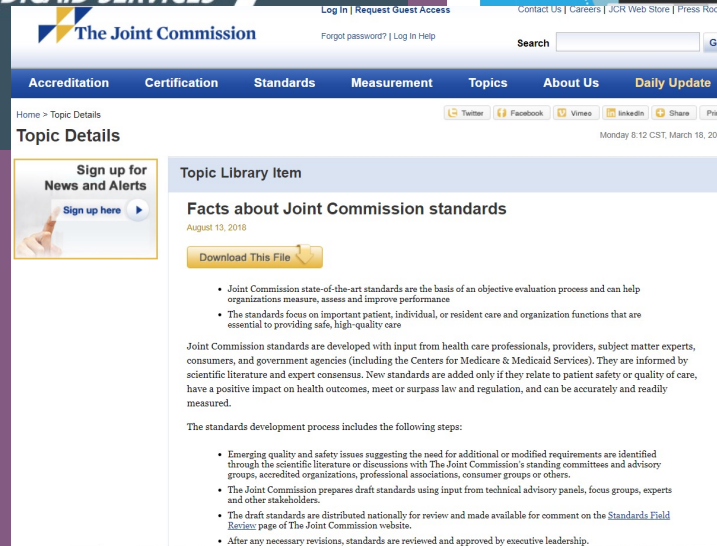 Log In | Request Guest Access
Contact Us | Careers | JCR Web Store | Press
The Joint Commission
Forgot password? | Log In Help
Search
Accreditation Certification Standards Measurement Topics About Us Daily Update
Home > Topic Details
Twitter Facebook Vimeo linkedin Share
Topic Details
Monday 8:12 CST, March 18,
Sign up for
News and Alerts
Sign up here
Topic Library Item
Facts about Joint Commission standards
August 13, 2018
Download This File
• Joint Commission state-of-the-art standards are the basis of an objective evaluation process and can help
organizations measure, assess and improve performance
• The standards focus on important patient, individual, or resident care and organization functions that are
essential to providing safe, high-quality care
Joint Commission standards are developed with input from health care professionals, providers, subject matter experts,
consumers, and government agencies (including the Centers for Medicare & Medicaid Services). They are informed by
scientific literature and expert consensus. New standards are added only if they relate to patient safety or quality of care,
have a positive impact on health outcomes, meet or surpass law and regulation, and can be accurately and readily
measured.
The standards development process includes the following steps:
• Emerging quality and safety issues suggesting the need for additional or modified requirements are identified
through the scientific literature or discussions with The Joint Commission's standing committees and advisory
groups, accredited organizations, professional associations, consumer groups or others.
• The Joint Commission prepares draft standards using input from technical advisory panels, focus groups, experts
and other stakeholders.
• The draft standards are distributed nationally for review and made available for comment on the Standards Field
Review page of The Joint Commission website.
• After any necessary revisions, standards are reviewed and approved by executive leadership.